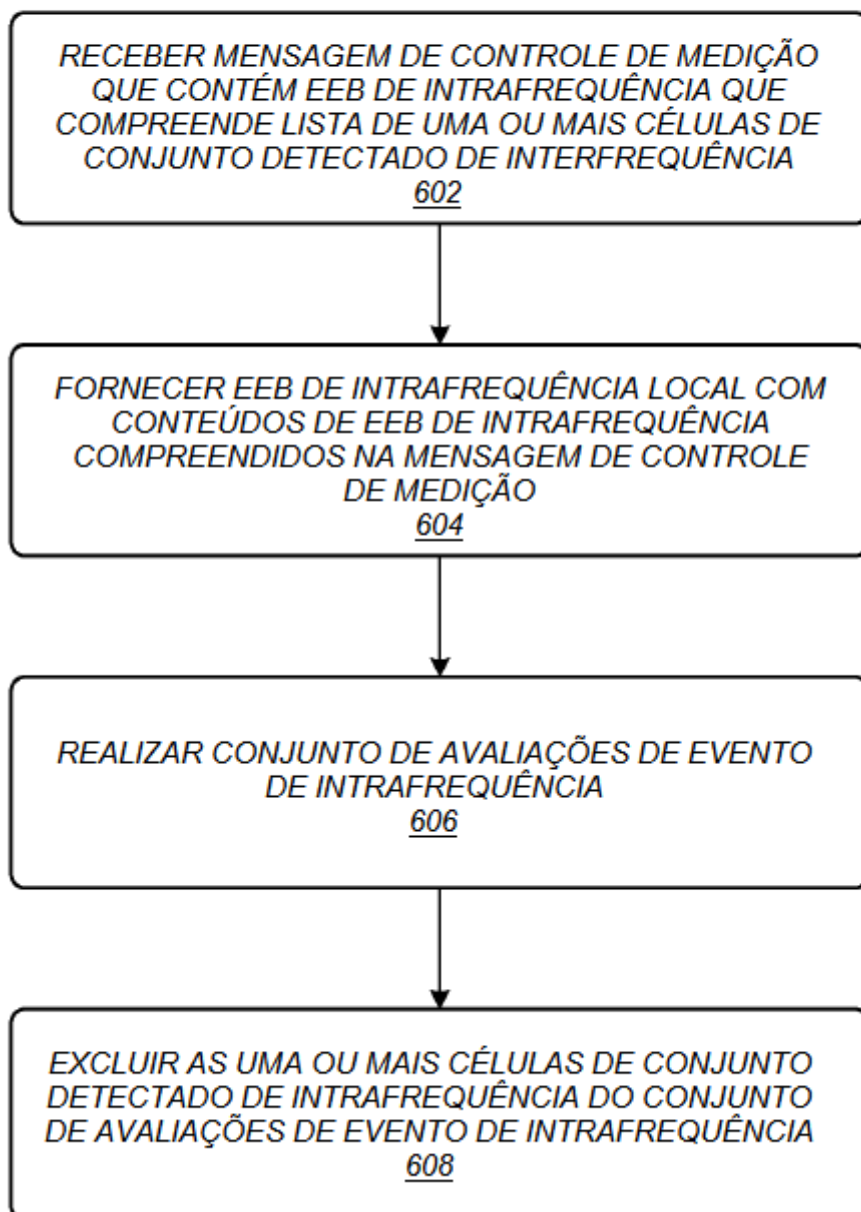 RECEBER MENSAGEM DE CONTROLE DE MEDIÇÃO
QUE CONTÉM EEB DE INTRAFREQUÊNCIA QUE
COMPREENDE LISTA DE UMA OU MAIS CÉLULAS DE
CONJUNTO DETECTADO DE INTERFREQUÊNCIA
602
FORNECER EEB DE INTRAFREQUÊNCIA LOCAL COM
CONTEÚDOS DE EEB DE INTRAFREQUÊNCIA
COMPREENDIDOS NA MENSAGEM DE CONTROLE
DE MEDIÇÃO
604
REALIZAR CONJUNTO DE AVALIAÇÕES DE EVENTO
DE INTRAFREQUÊNCIA
606
EXCLUIR AS UMA OU MAIS CÉLULAS DE CONJUNTO
DETECTADO DE INTRAFREQUÊNCIA DO CONJUNTO
DE AVALIAÇÕES DE EVENTO DE INTRAFREQUÊNCIA
608